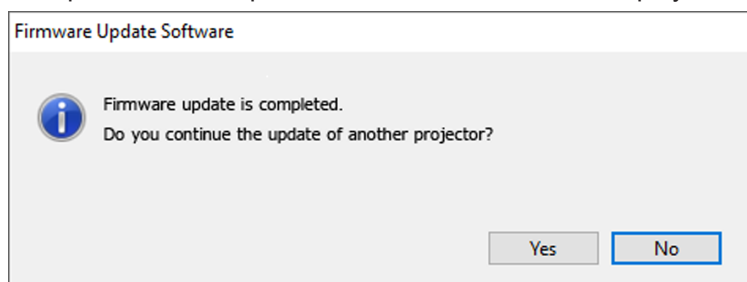 Firmware Update Software
Firmware update is completed.
Do you continue the update of another projector?
Yes No